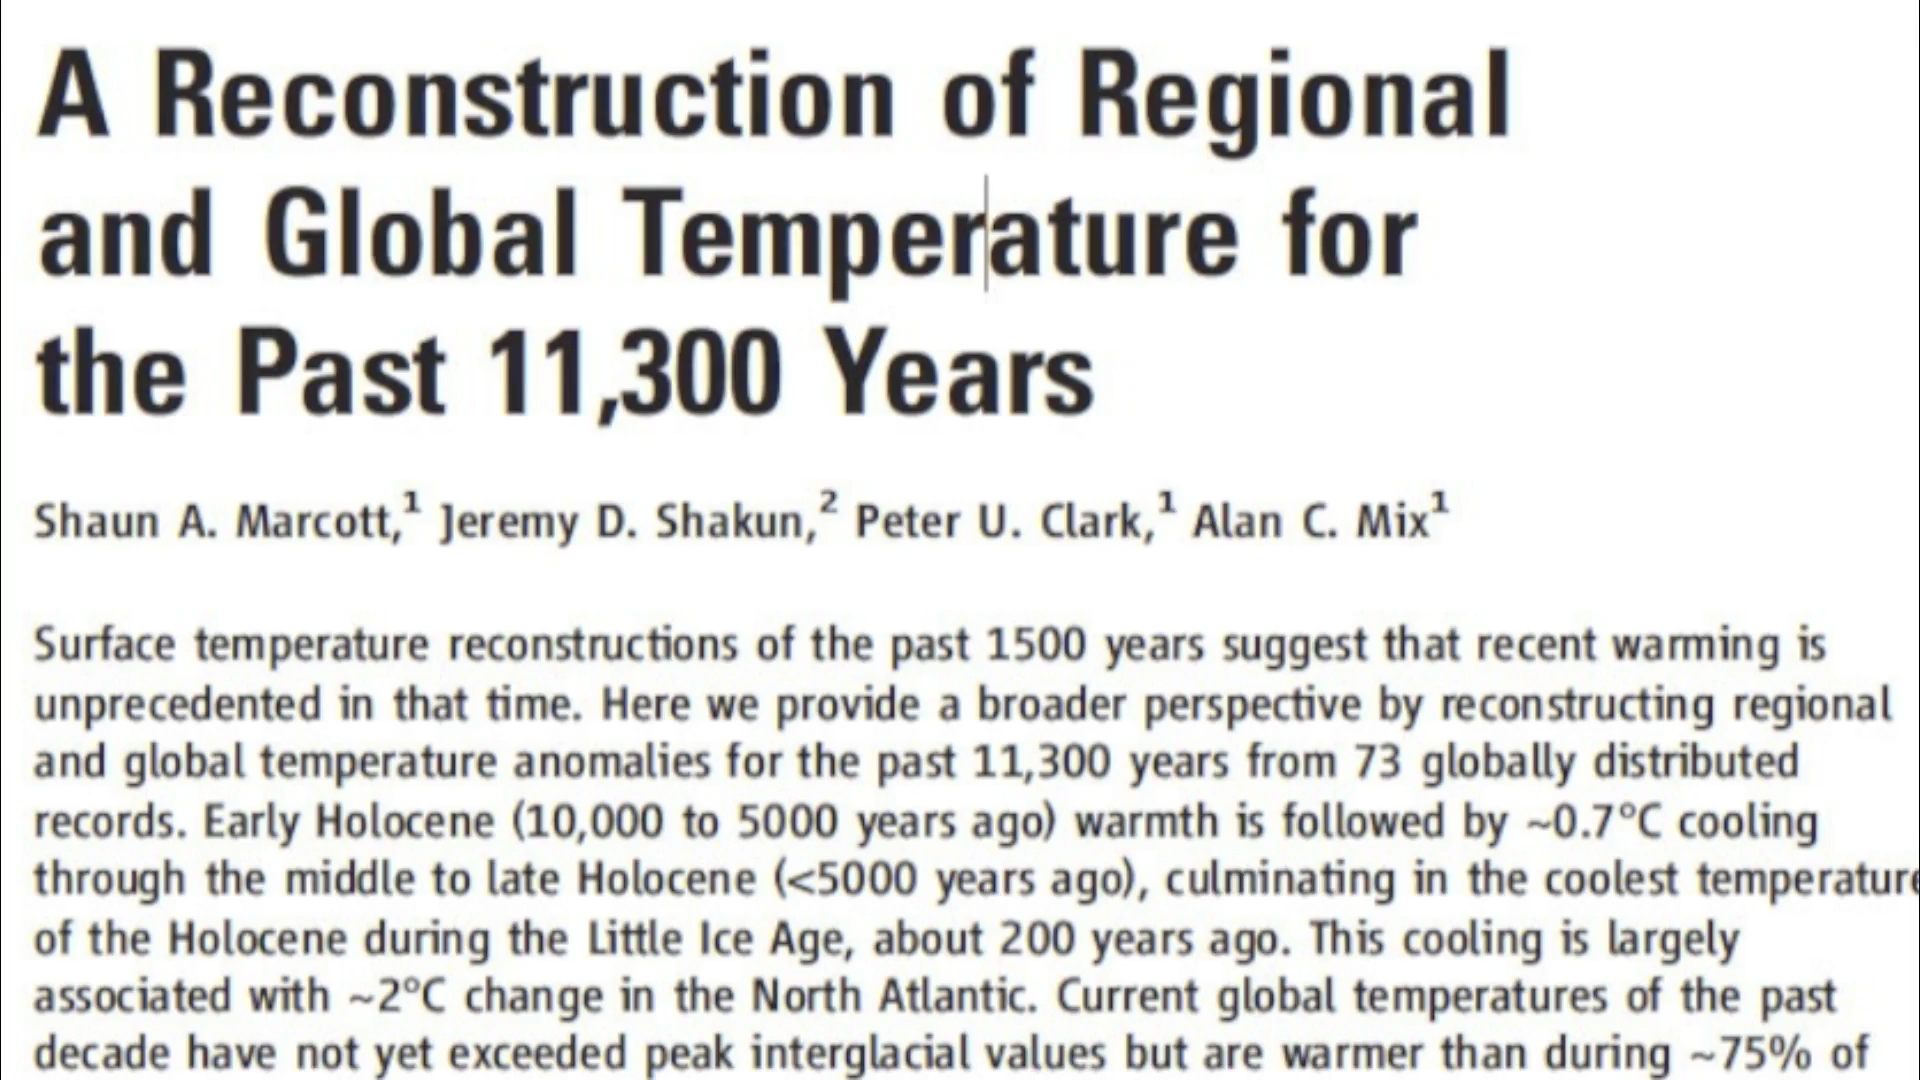 A Reconstruction of Regional
and Global Temperature for
the Past 11,300 Years
Shaun A. Marcott,¹ Jeremy D. Shakun,² Peter U. Clark,¹ Alan C. Mix¹
Surface temperature reconstructions of the past 1500 years suggest that recent warming is
unprecedented in that time. Here we provide a broader perspective by reconstructing regional
and global temperature anomalies for the past 11,300 years from 73 globally distributed
records. Early Holocene (10,000 to 5000 years ago) warmth is followed by ~0.7°C cooling
through the middle to late Holocene (<5000 years ago), culminating in the coolest temperature
of the Holocene during the Little Ice Age, about 200 years ago. This cooling is largely
associated with ~2°C change in the North Atlantic. Current global temperatures of the past
decade have not yet exceeded peak interglacial values but are warmer than during ~75% of